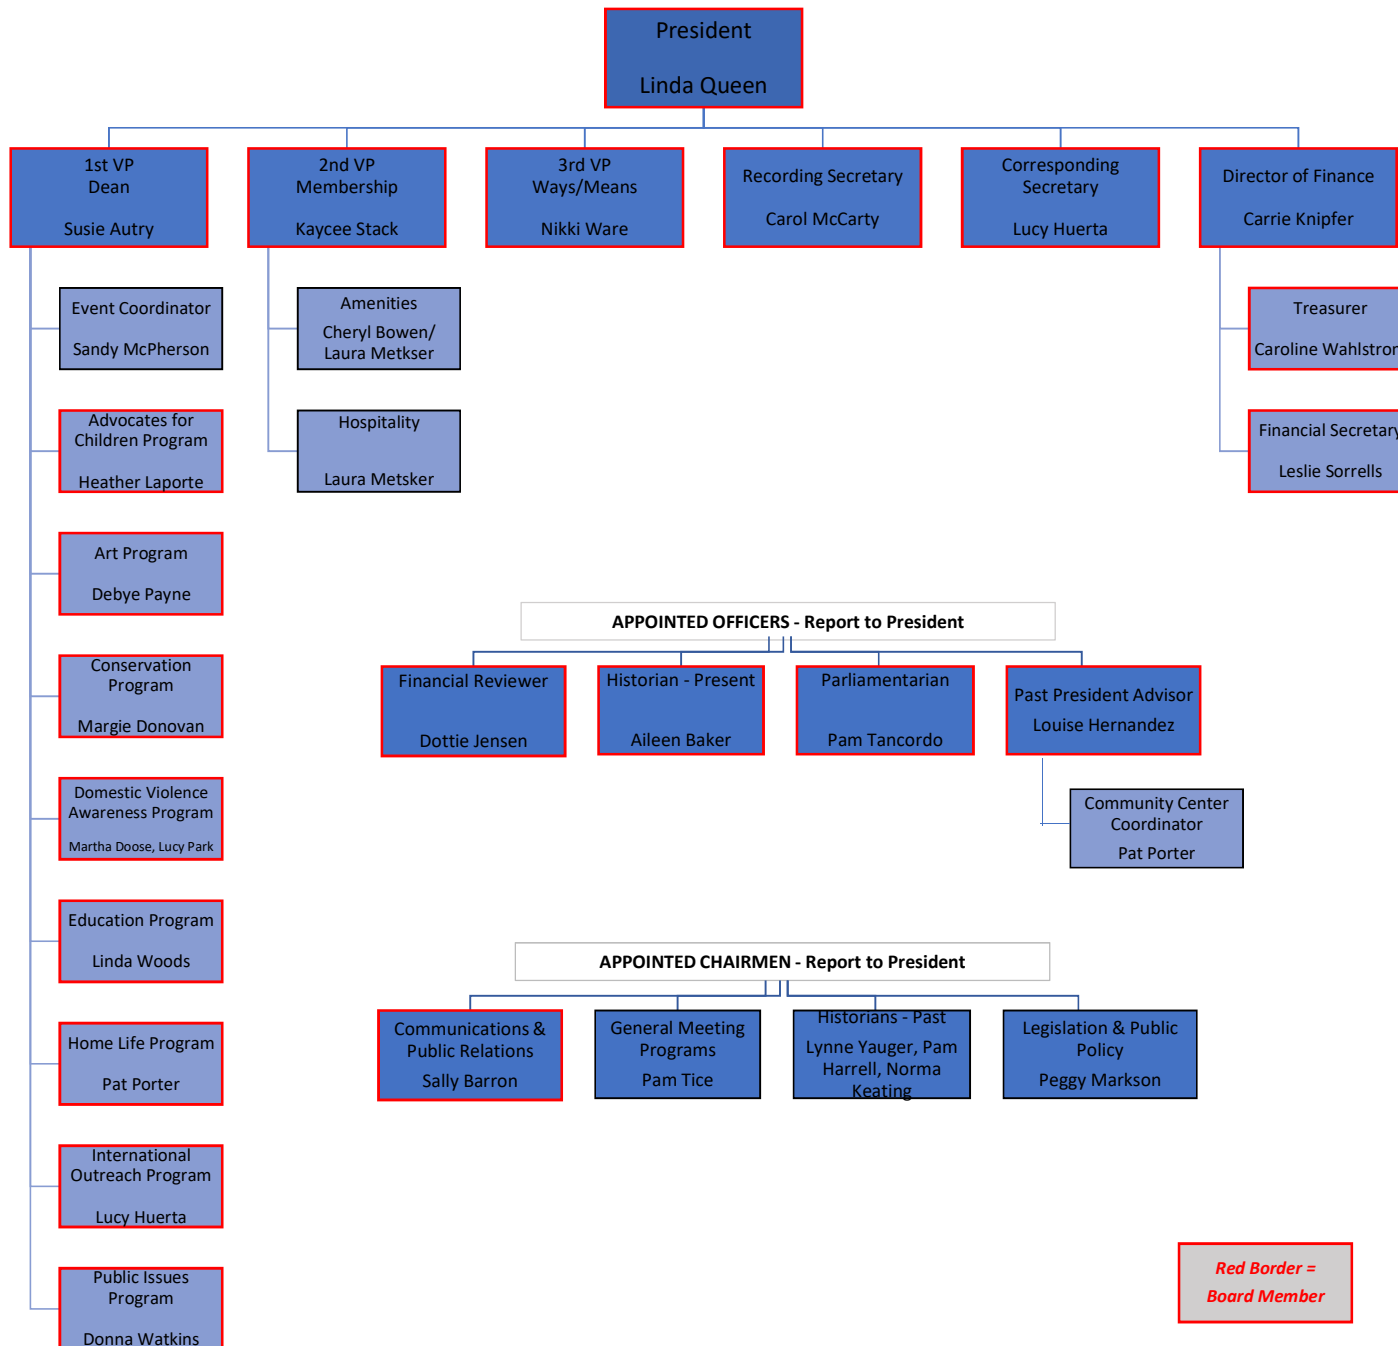 President
Linda Queen
1st VP
Dean
Susie Autry
2nd VP
Membership
Kaycee Stack
3rd VP
Ways/Means
Nikki Ware
Recording Secretary
Carol McCarty
Corresponding
Secretary
Lucy Huerta
Director of Finance
Carrie Knipfer
Event Coordinator
Sandy McPherson
Advocates for
Children Program
Heather Laporte
Art Program
Debye Payne
Conservation
Program
Margie Donovan
Domestic Violence
Awareness Program
Martha Doose, Lucy Park
Education Program
Linda Woods
Home Life Program
Pat Porter
International
Outreach Program
Lucy Huerta
Public Issues
Program
Donna Watkins
Amenities
Cheryl Bowen/
Laura Metkser
Hospitality
Laura Metsker
Treasurer
Caroline Wahlstrom
Financial Secretary
Leslie Sorrells
APPOINTED OFFICERS - Report to President
Financial Reviewer
Dottie Jensen
Historian - Present
Aileen Baker
Parliamentarian
Pam Tancordo
Past President Advisor
Louise Hernandez
Community Center
Coordinator
Pat Porter
APPOINTED CHAIRMEN - Report to President
Communications &
Public Relations
Sally Barron
General Meeting
Programs
Pam Tice
Historians - Past
Lynne Yauger, Pam
Harrell, Norma
Keating
Legislation & Public
Policy
Peggy Markson
Red Border =
Board Member